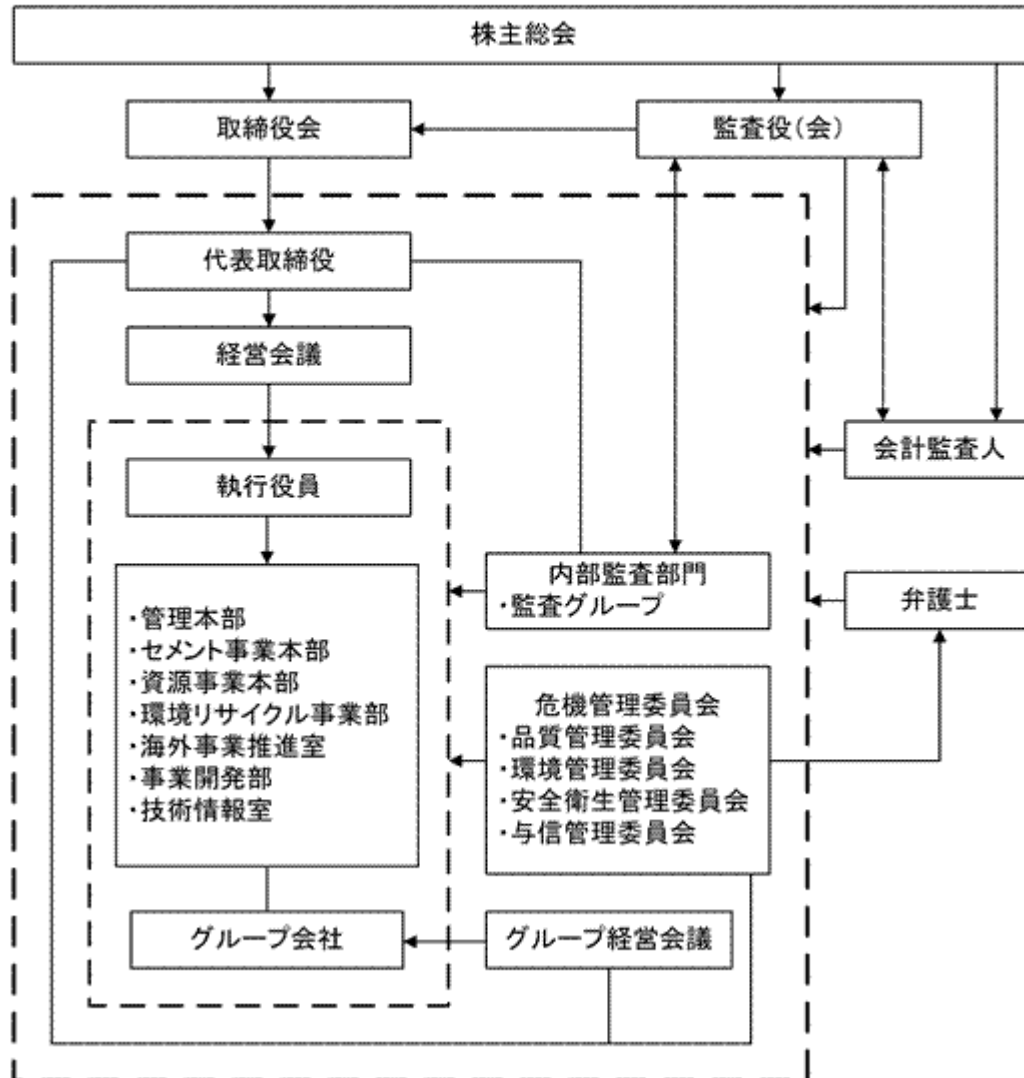 株主総会
取締役会
監査役(会)
代表取締役
経営会議
執行役員
会計監査人
内部監査部門
・監査グループ
弁護士
・管理本部
・セメント事業本部
・資源事業本部
・環境リサイクル事業部
・海外事業推進室
・事業開発部
・技術情報室
危機管理委員会
・品質管理委員会
・環境管理委員会
・安全衛生管理委員会
・与信管理委員会
グループ会社
グループ経営会議